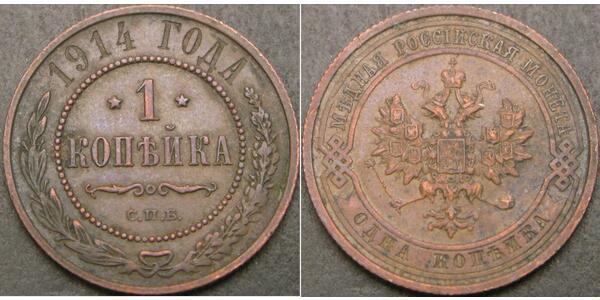 1914 ГОДА
1
КОПѢЙКА
С.П.Б.
МѢДНАЯ РОССІЙСКАЯ МОНЕТА
ОДНА КОПѢЙКА